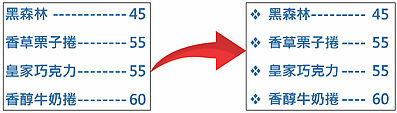 黑森林 ------------- 45
香草栗子捲 --------- 55
皇家巧克力 --------- 55
香醇牛奶捲 --------- 60
❖ 黑森林 -------- 45
❖ 香草栗子捲 ---- 55
❖ 皇家巧克力 ---- 55
❖ 香醇牛奶捲 ---- 60